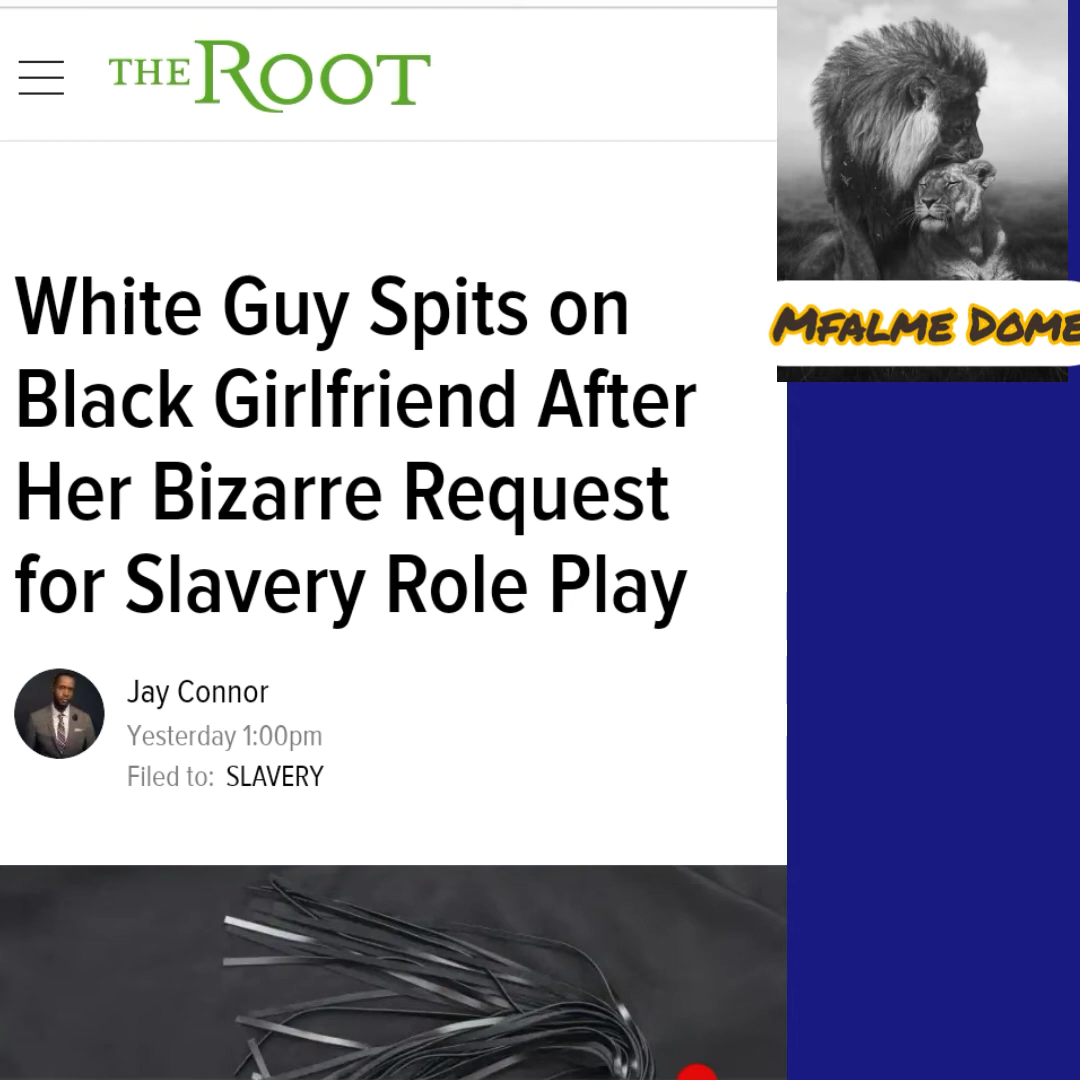 THE ROOT
White Guy Spits on
Black Girlfriend After
Her Bizarre Request
for Slavery Role Play
Jay Connor
Yesterday 1:00pm
Filed to: SLAVERY
MFALME DOME